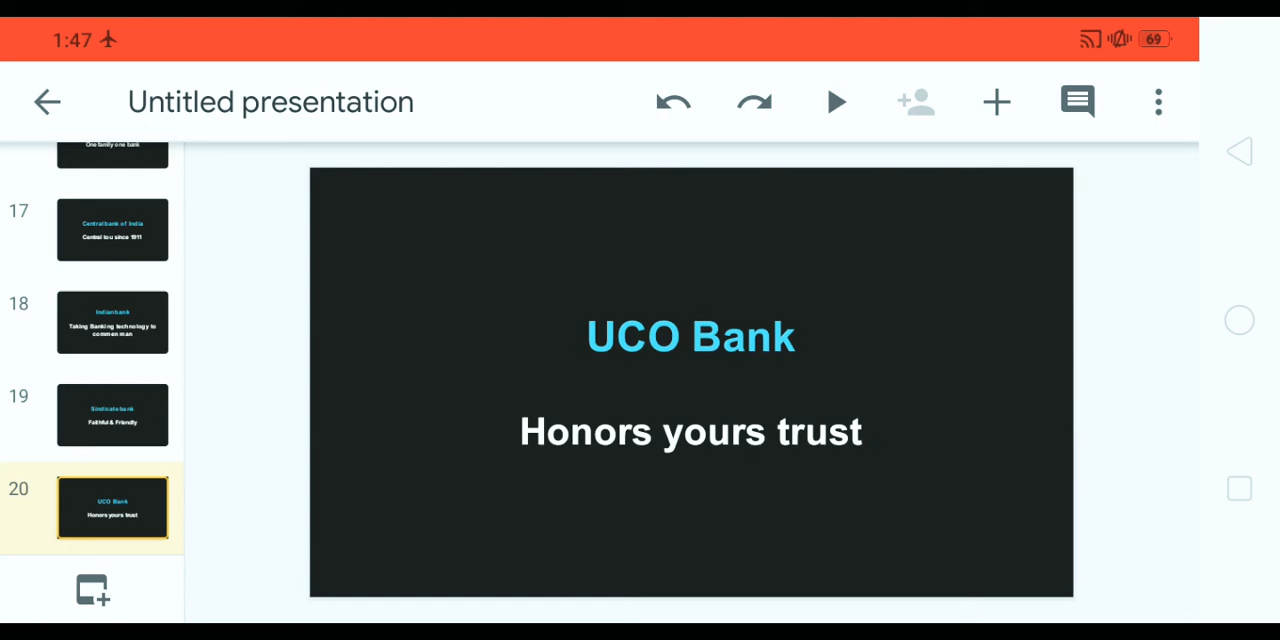 1:47
69
Untitled presentation
One family one bank
17
Central bank of India
Central to u since 1911
18
Indian bank
Taking Banking technology to
common man
19
Sindicate bank
Faithful & Friendly
20
UCO Bank
Honors yours trust
UCO Bank
Honors yours trust